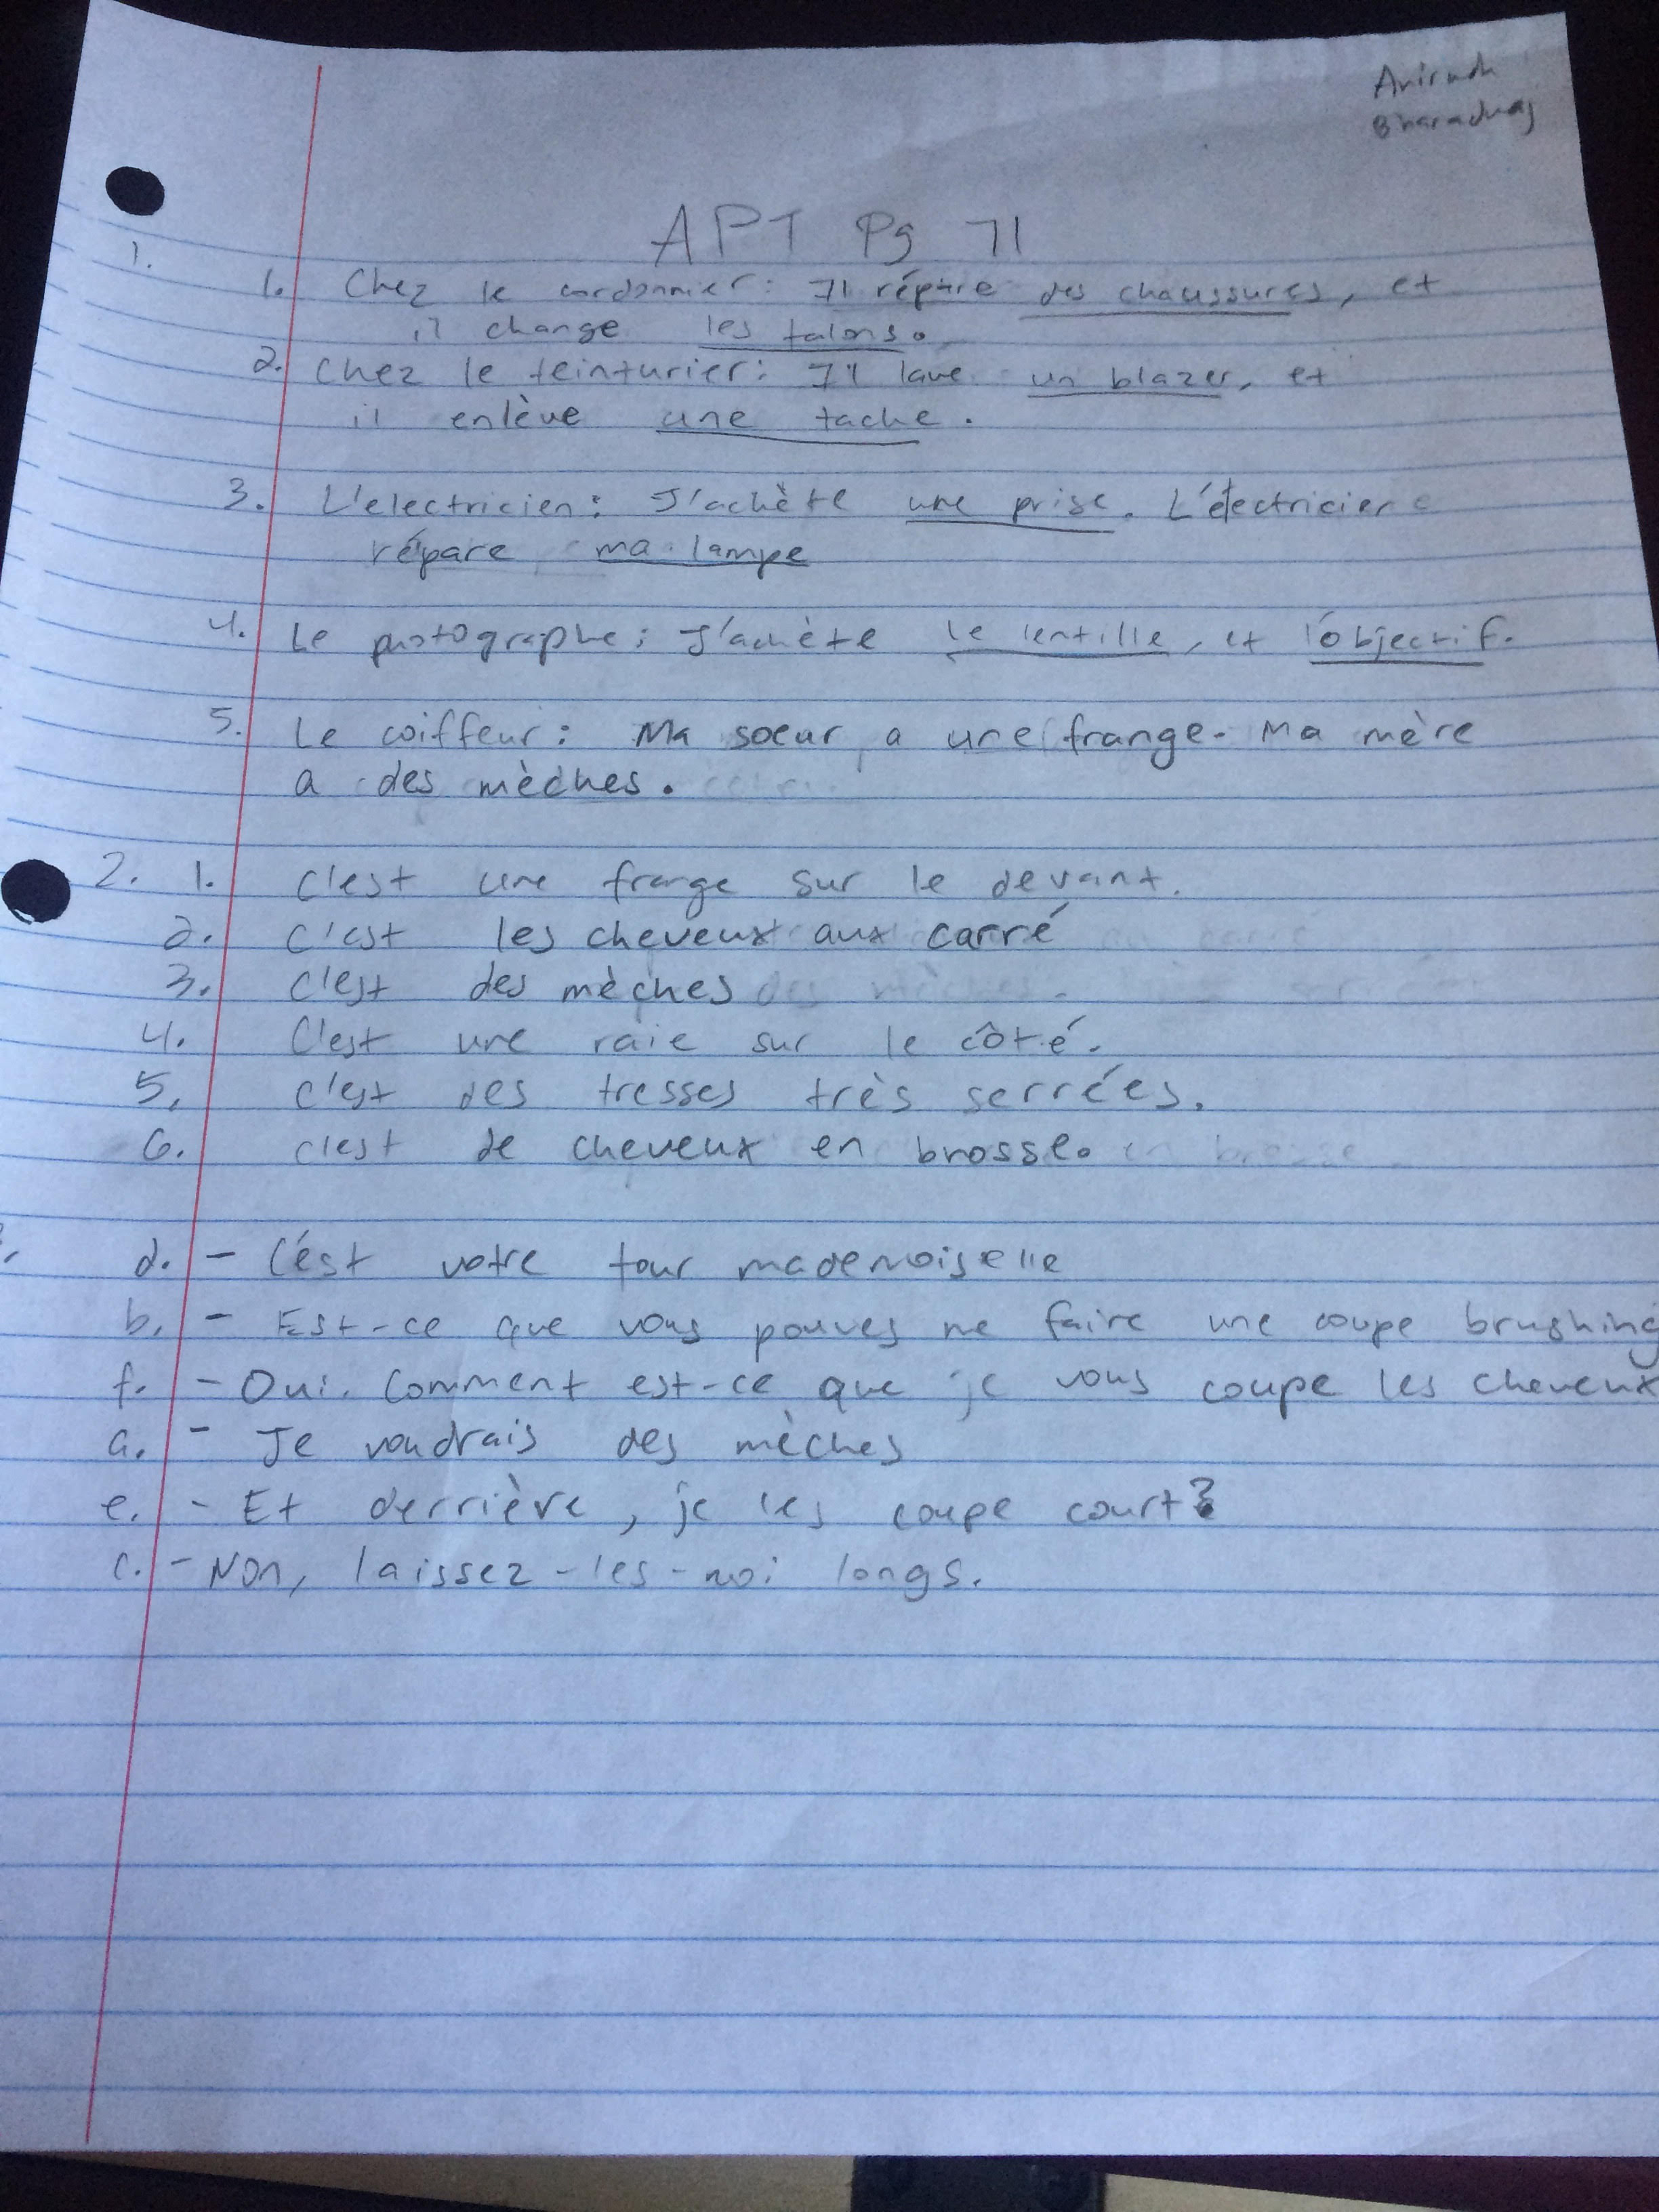 Anirudh
Bharadwaj
APT Pg 71
1.
1. Chez le cordonnier: Il répare des chaussures, et
il change les talons.
2. Chez le teinturier: Il lave un blazer, et
il enlève une tache.
3. L'electricien: J'achète une prise. L'électricien
répare ma lampe
4. Le photographe: J'achète le lentille, et l'objectif.
5. Le coiffeur: Ma soeur a une frange. Ma mère
a des mèches.
2. 1. C'est une frange sur le devant.
2. C'est les cheveux aux carré
3. C'est des mèches
4. C'est une raie sur le côté.
5. C'est des tresses très serrées.
6. C'est de cheveux en brosse.
d. - C'est votre tour mademoiselle
b. - Est-ce que vous pouves me faire une coupe brushing
f. - Oui. Comment est-ce que je vous coupe les cheveux
a. - Je voudrais des mèches
e. - Et derrière, je les coupe court?
c. - Non, laissez-les-moi longs.